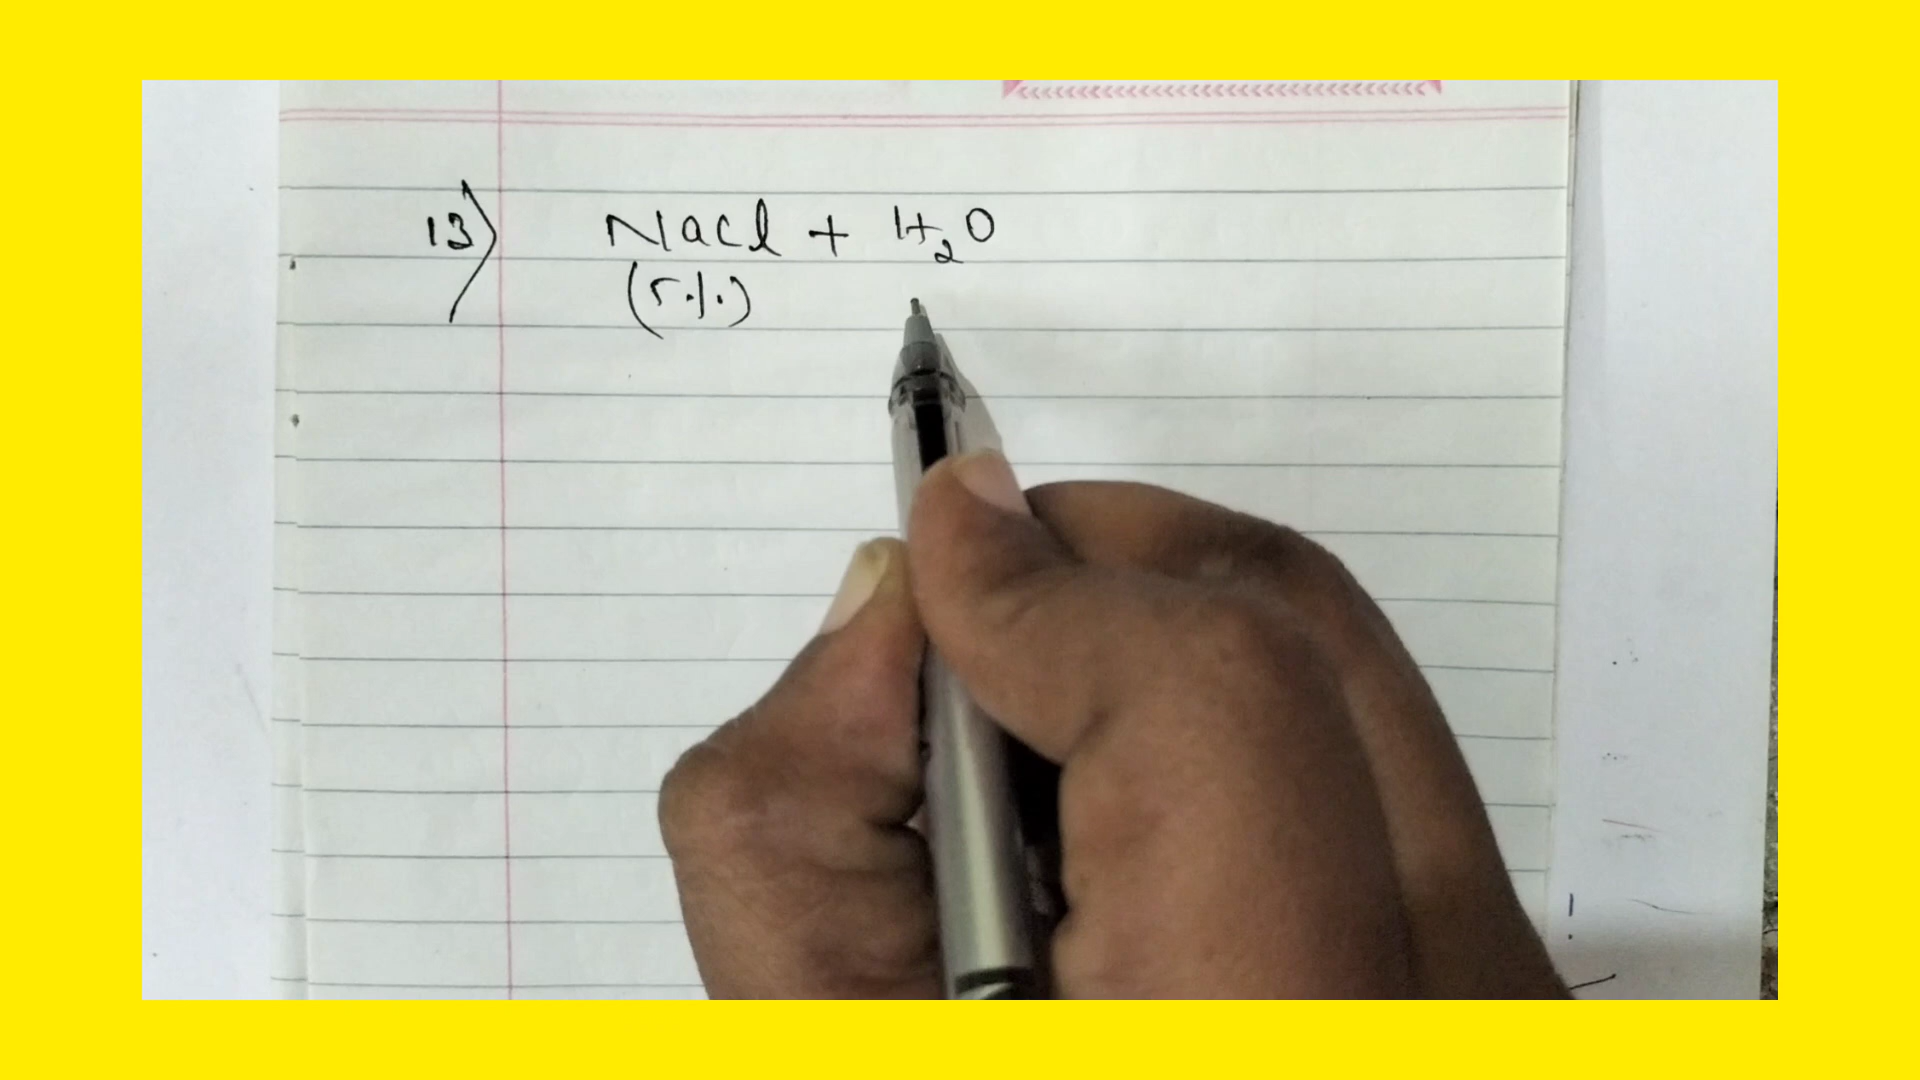 13) NaCl + H₂O
(5%)